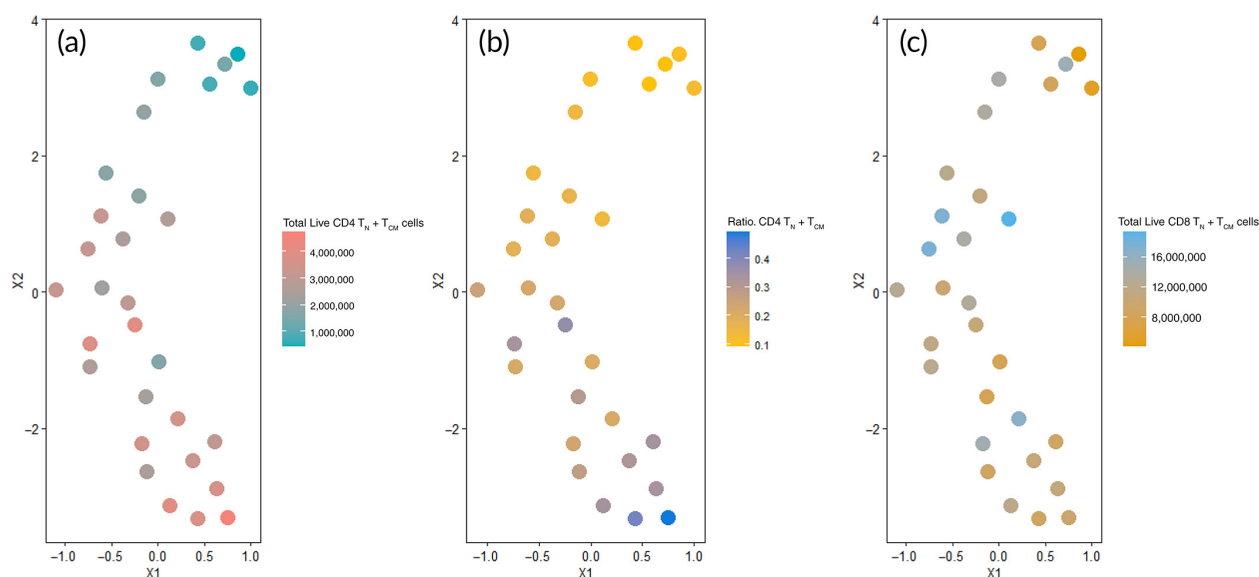 (a)
4
2
0
−2
X2
−1.0 −0.5 0.0 0.5 1.0
X1
Total Live CD4 TN + TCM cells
4,000,000
3,000,000
2,000,000
1,000,000
(b)
4
2
0
−2
X2
−1.0 −0.5 0.0 0.5 1.0
X1
Ratio. CD4 TN + TCM
0.4
0.3
0.2
0.1
(c)
4
2
0
−2
X2
−1.0 −0.5 0.0 0.5 1.0
X1
Total Live CD8 TN + TCM cells
16,000,000
12,000,000
8,000,000